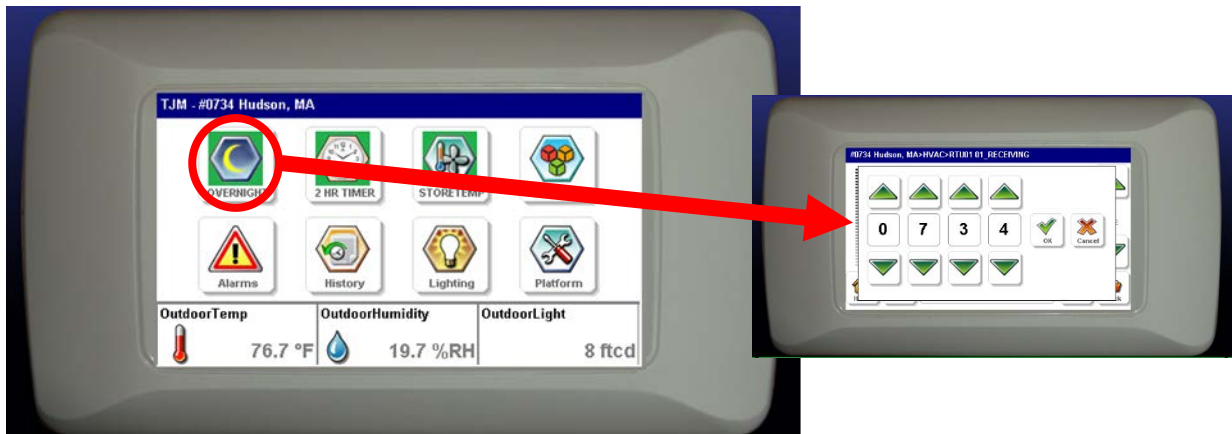 TJM - #0734 Hudson, MA
OVERNIGHT
2 HR TIMER
STORETEMP
Alarms
History
Lighting
Platform
OutdoorTemp
OutdoorHumidity
OutdoorLight
76.7 °F
19.7 %RH
8 ftcd
#0734 Hudson, MA>HVAC>RTU01 01_RECEIVING
0 7 3 4
OK
Cancel